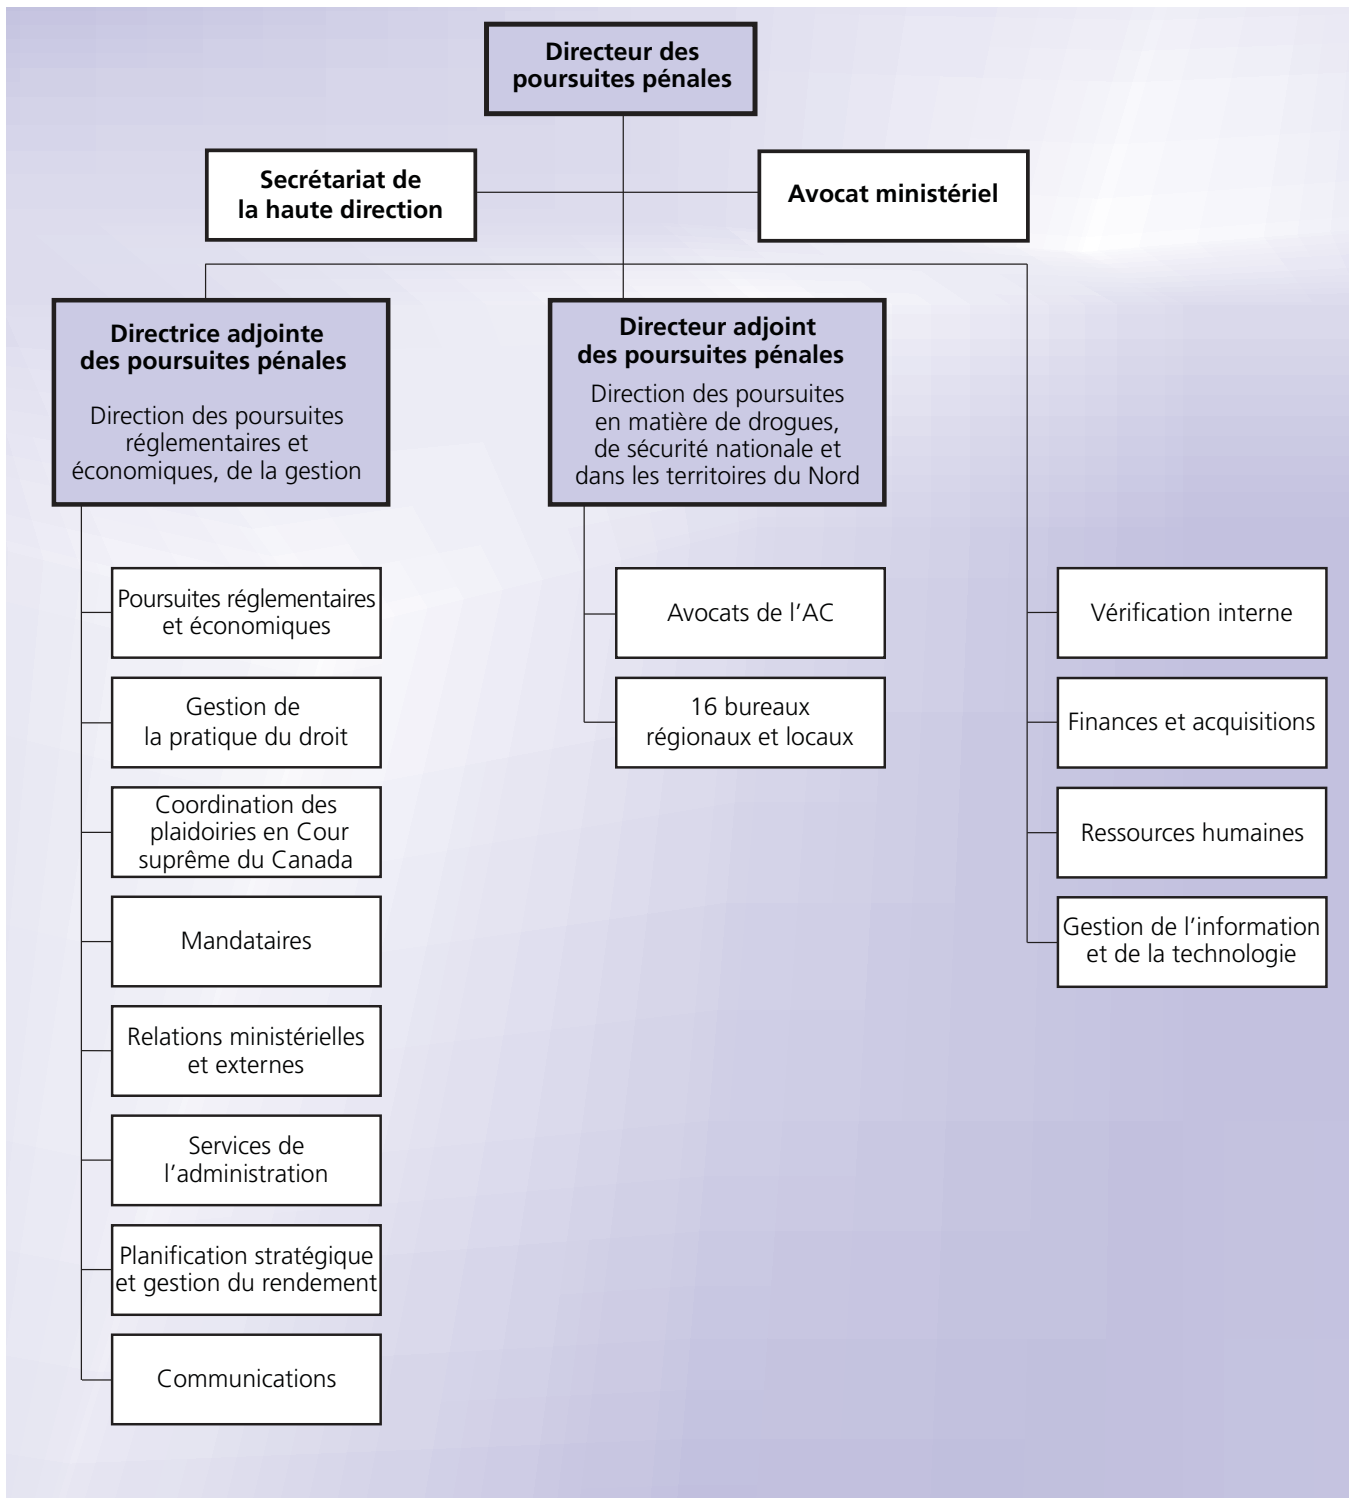 Directeur des
poursuites pénales
Secrétariat de
la haute direction
Avocat ministériel
Directrice adjointe
des poursuites pénales
Direction des poursuites
réglementaires et
économiques, de la gestion
Directeur adjoint
des poursuites pénales
Direction des poursuites
en matière de drogues,
de sécurité nationale et
dans les territoires du Nord
Poursuites réglementaires
et économiques
Gestion de
la pratique du droit
Coordination des
plaidoiries en Cour
suprême du Canada
Mandataires
Relations ministérielles
et externes
Services de
l'administration
Planification stratégique
et gestion du rendement
Communications
Avocats de l'AC
16 bureaux
régionaux et locaux
Vérification interne
Finances et acquisitions
Ressources humaines
Gestion de l'information
et de la technologie